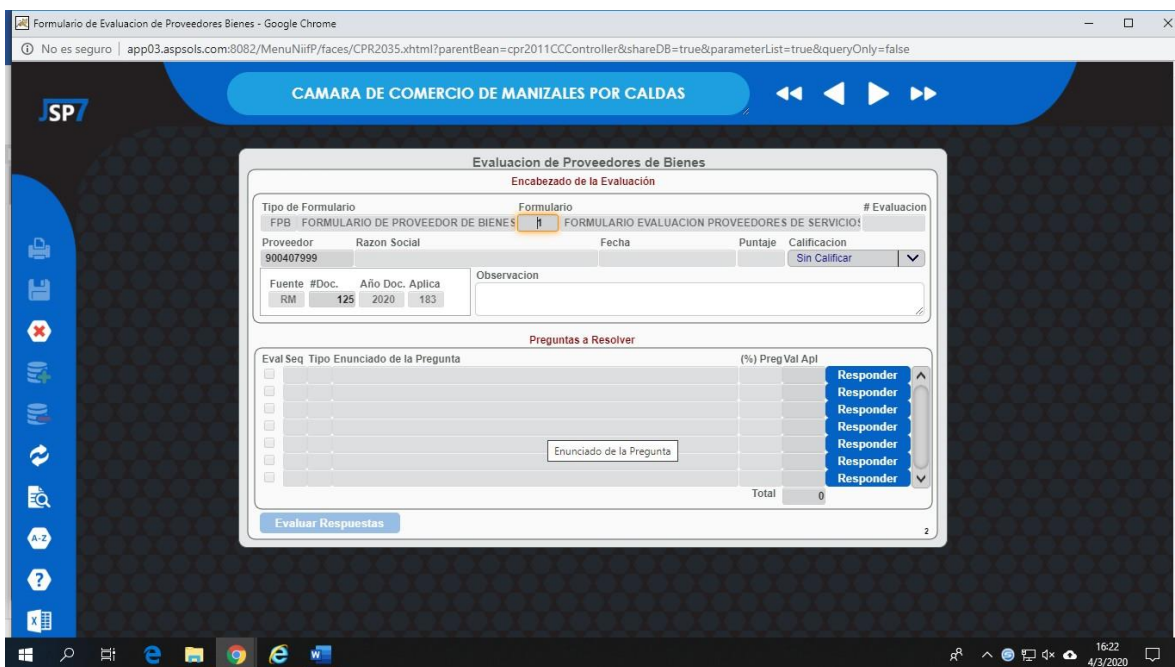 Formulario de Evaluacion de Proveedores Bienes - Google Chrome
No es seguro | app03.aspsols.com:8082/MenuNiifP/faces/CPR2035.xhtml?parentBean=cpr2011CCController&shareDB=true&parameterList=true&queryOnly=false
JSP7
CAMARA DE COMERCIO DE MANIZALES POR CALDAS
Evaluacion de Proveedores de Bienes
Encabezado de la Evaluación
Tipo de Formulario Formulario # Evaluacion
FPB FORMULARIO DE PROVEEDOR DE BIENES 1 FORMULARIO EVALUACION PROVEEDORES DE SERVICIOS
Proveedor Razon Social Fecha Puntaje Calificacion
900407999 Sin Calificar
Fuente #Doc. Año Doc. Aplica Observacion
RM 125 2020 183
Preguntas a Resolver
Eval Seq Tipo Enunciado de la Pregunta (%) Preg Val Apl
Responder
Responder
Responder
Responder
Enunciado de la Pregunta Responder
Responder
Responder
Total 0
Evaluar Respuestas 2
A-Z
?
16:22
4/3/2020